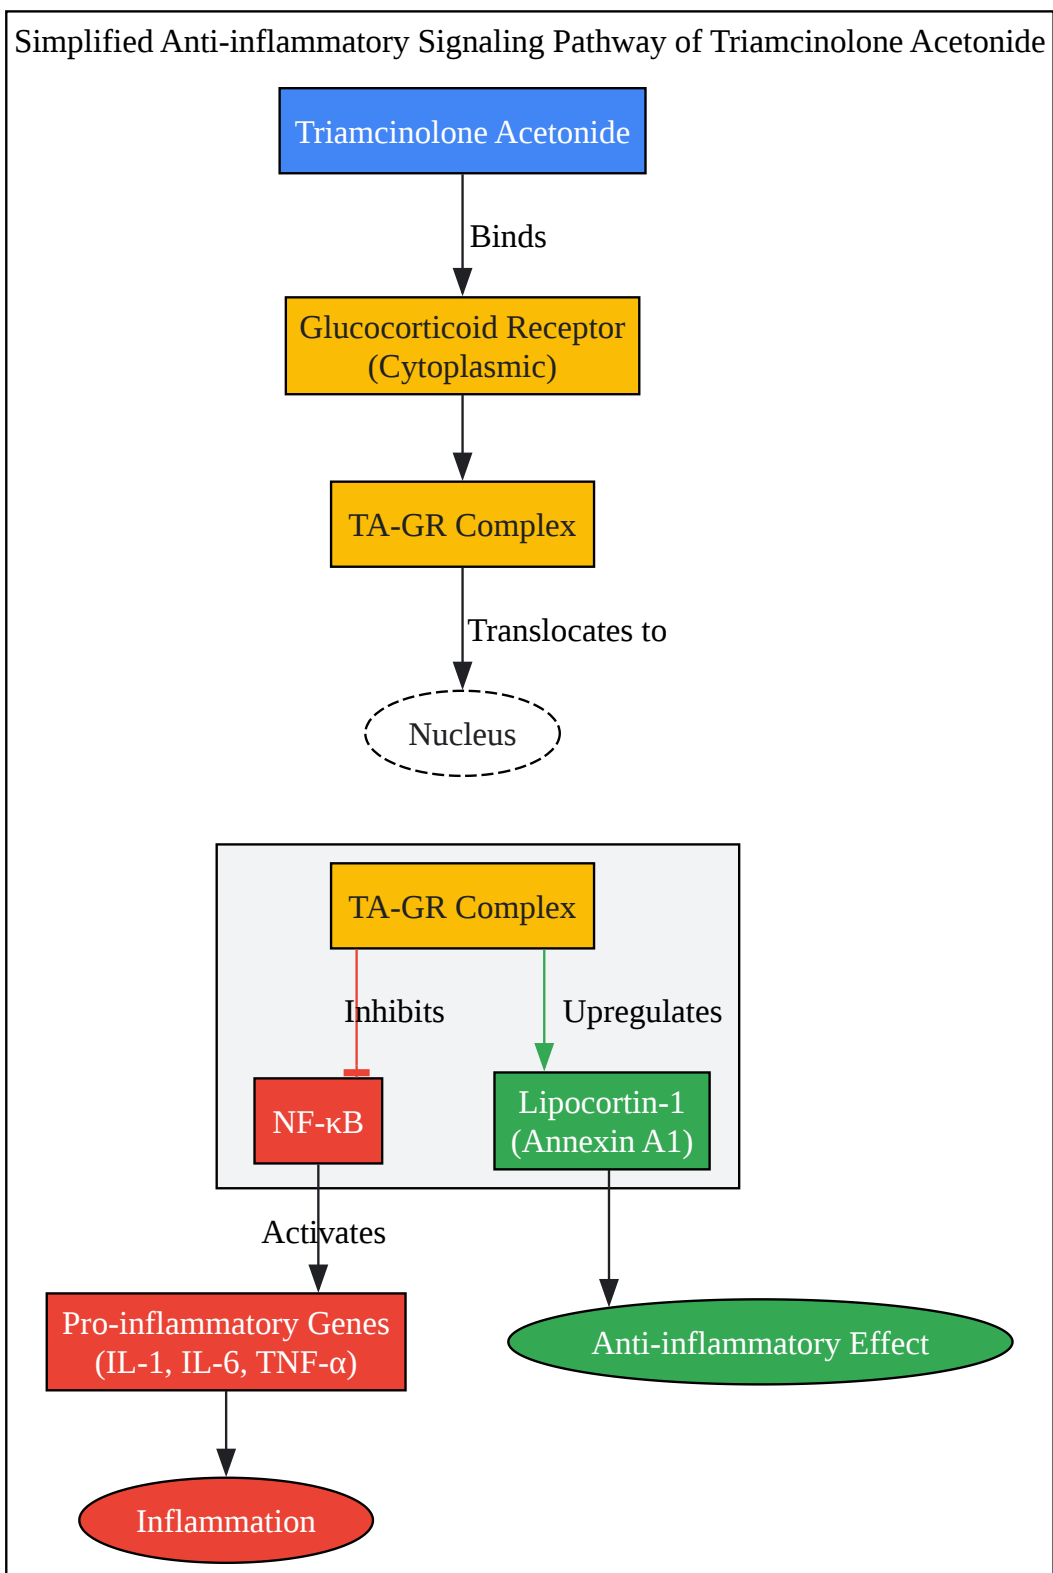 Simplified Anti-inflammatory Signaling Pathway of Triamcinolone Acetonide
Triamcinolone Acetonide
Binds
Glucocorticoid Receptor
(Cytoplasmic)
TA-GR Complex
Translocates to
Nucleus
TA-GR Complex
Inhibits
Upregulates
NF-κB
Lipocortin-1
(Annexin A1)
Activates
Pro-inflammatory Genes
(IL-1, IL-6, TNF-α)
Anti-inflammatory Effect
Inflammation